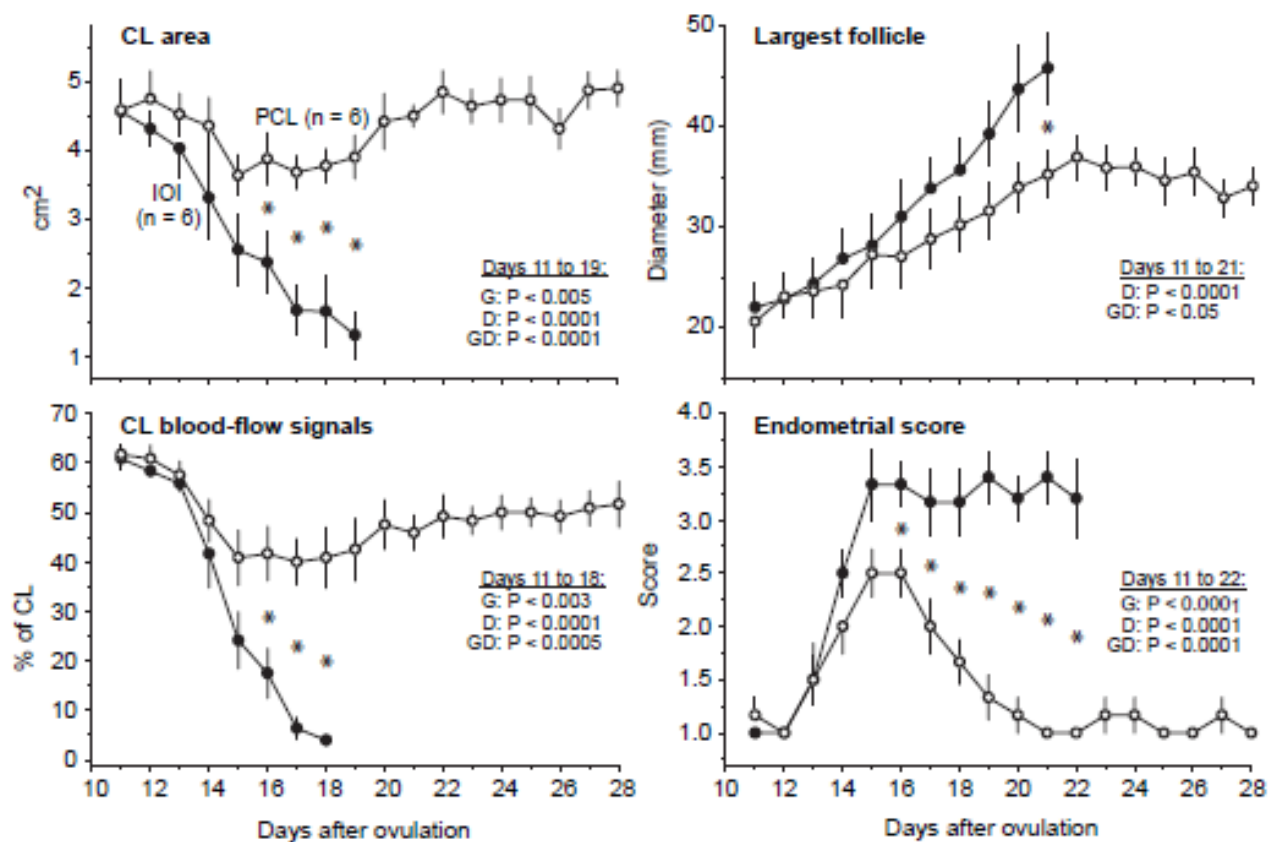 CL area
5
4
3
2
1
cm2
PCL (n = 6)
IOI
(n = 6)
*
*
*
*
Days 11 to 19:
G: P < 0.005
D: P < 0.0001
GD: P < 0.0001
Largest follicle
50
40
30
20
Diameter (mm)
*
Days 11 to 21:
D: P < 0.0001
GD: P < 0.05
CL blood-flow signals
70
60
50
40
30
20
10
0
% of CL
*
*
*
Days 11 to 18:
G: P < 0.003
D: P < 0.0001
GD: P < 0.0005
10 12 14 16 18 20 22 24 26 28
Days after ovulation
Endometrial score
4.0
3.5
3.0
2.5
2.0
1.5
1.0
Score
*
*
*
*
*
*
*
Days 11 to 22:
G: P < 0.0001
D: P < 0.0001
GD: P < 0.0001
10 12 14 16 18 20 22 24 26 28
Days after ovulation